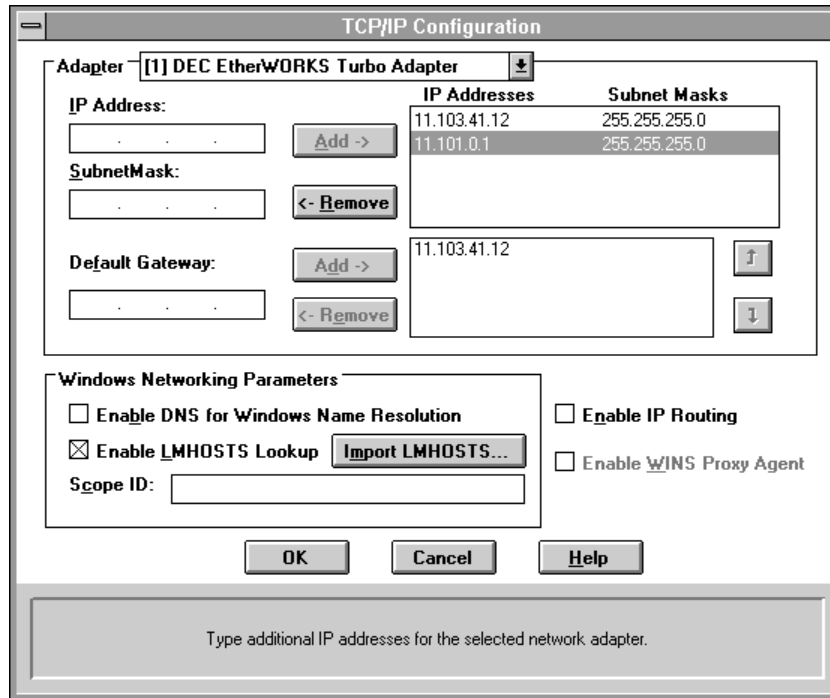 TCP/IP Configuration
Adapter [1] DEC EtherWORKS Turbo Adapter
IP Address:
IP Addresses Subnet Masks
. . .
Add ->
11.103.41.12 255.255.255.0
11.101.0.1 255.255.255.0
SubnetMask:
. . .
<- Remove
Default Gateway:
Add ->
11.103.41.12
. . .
<- Remove
Windows Networking Parameters
Enable DNS for Windows Name Resolution
Enable LMHOSTS Lookup
Import LMHOSTS...
Scope ID:
Enable IP Routing
Enable WINS Proxy Agent
OK Cancel Help
Type additional IP addresses for the selected network adapter.